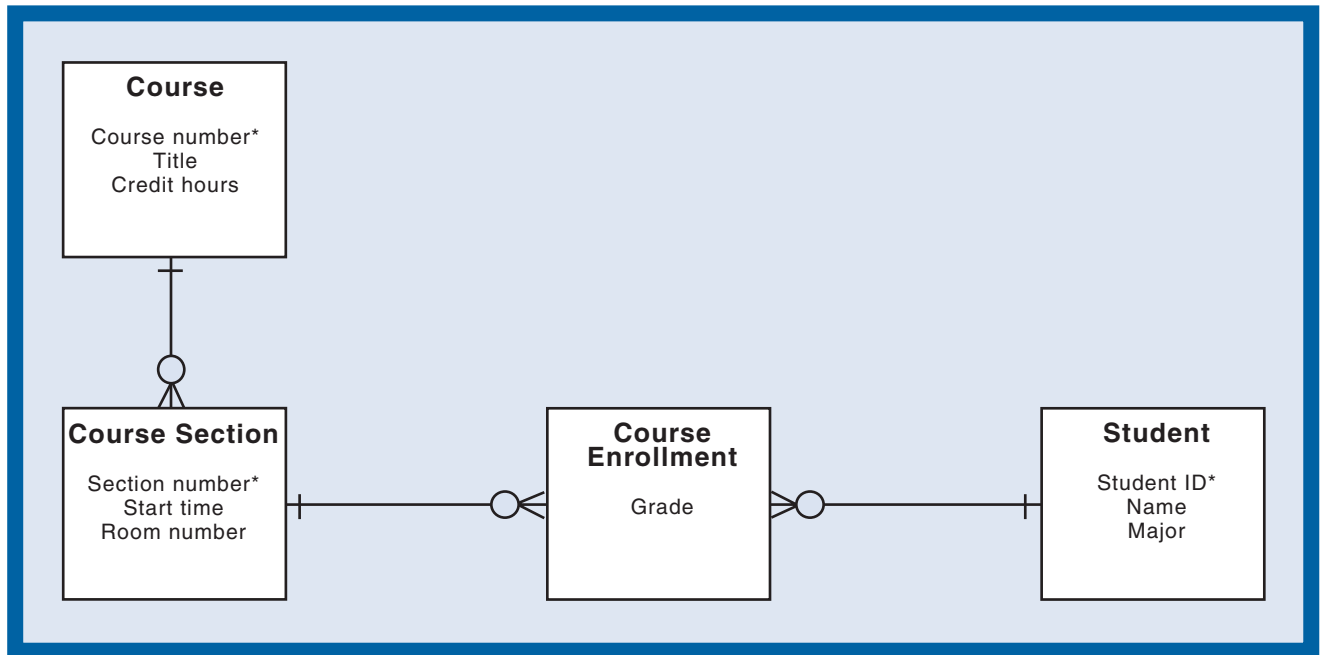 Course
Course number*
Title
Credit hours
Course Section
Section number*
Start time
Room number
Course
Enrollment
Grade
Student
Student ID*
Name
Major